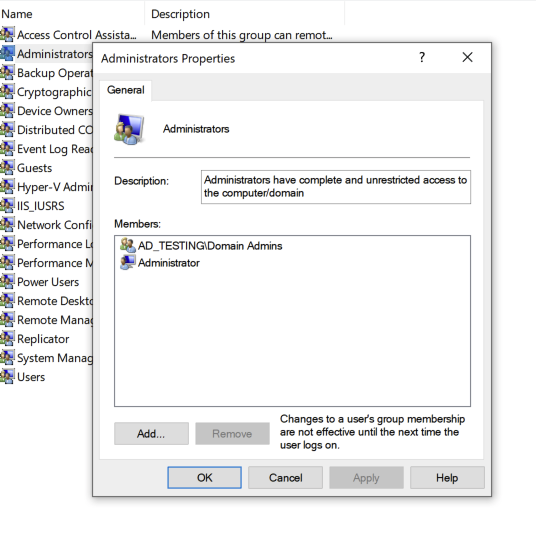 Name Description
Access Control Assista... Members of this group can remot...
Administrators
Backup Operat
Cryptographic
Device Owners
Distributed CO
Event Log Rea
Guests
Hyper-V Admi
IIS_IUSRS
Network Confi
Performance L
Performance M
Power Users
Remote Deskt
Remote Mana
Replicator
System Manag
Users
Administrators Properties ? X
General
Administrators
Description: Administrators have complete and unrestricted access to
the computer/domain
Members:
AD_TESTING\Domain Admins
Administrator
Add... Remove
Changes to a user's group membership
are not effective until the next time the
user logs on.
OK Cancel Apply Help